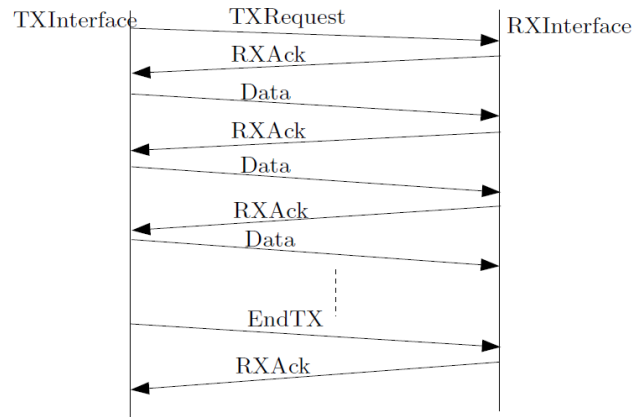 TXInterface
TXRequest
RXInterface
RXAck
Data
RXAck
Data
RXAck
Data
EndTX
RXAck